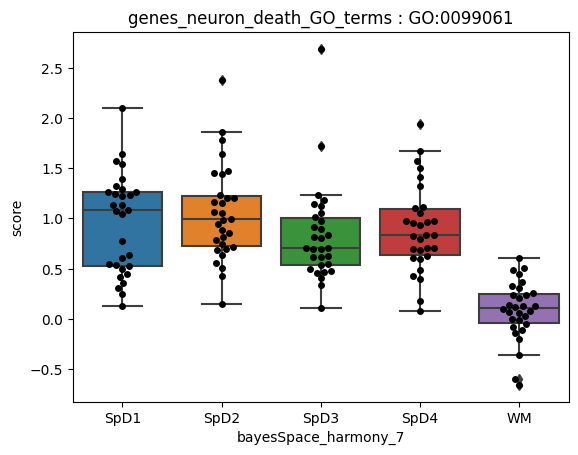 genes_neuron_death_GO_terms : GO:0099061
score
2.5
2.0
1.5
1.0
0.5
0.0
−0.5
SpD1 SpD2 SpD3 SpD4 WM
bayesSpace_harmony_7